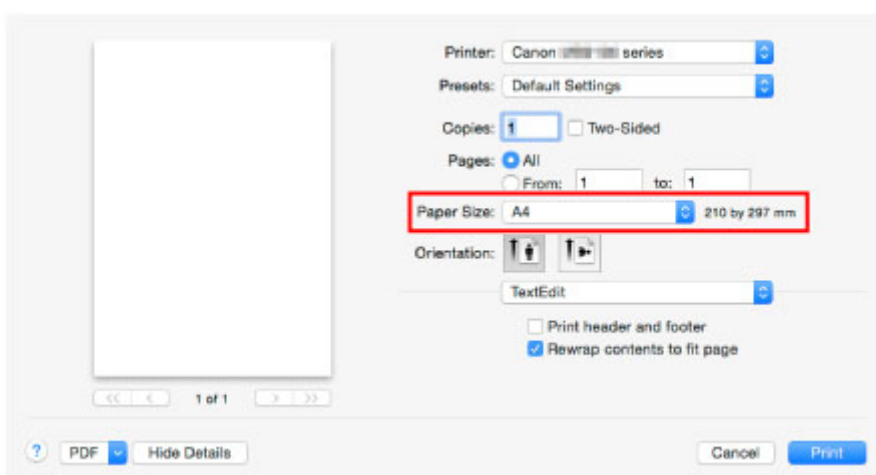 Printer: Canon series
Presets: Default Settings
Copies: 1 Two-Sided
Pages: All
From: 1 to: 1
Paper Size: A4 210 by 297 mm
Orientation:
TextEdit
Print header and footer
Rewrap contents to fit page
<< < 1 of 1 > >>
? PDF Hide Details Cancel Print